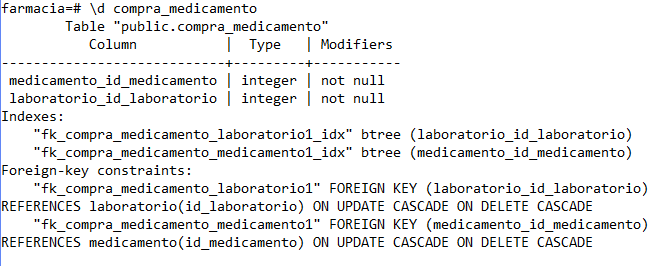 farmacia=# \d compra_medicamento
Table "public.compra_medicamento"
Column | Type | Modifiers
---------------------------+---------+-----------
medicamento_id_medicamento | integer | not null
laboratorio_id_laboratorio | integer | not null
Indexes:
"fk_compra_medicamento_laboratorio1_idx" btree (laboratorio_id_laboratorio)
"fk_compra_medicamento_medicamento1_idx" btree (medicamento_id_medicamento)
Foreign-key constraints:
"fk_compra_medicamento_laboratorio1" FOREIGN KEY (laboratorio_id_laboratorio)
REFERENCES laboratorio(id_laboratorio) ON UPDATE CASCADE ON DELETE CASCADE
"fk_compra_medicamento_medicamento1" FOREIGN KEY (medicamento_id_medicamento)
REFERENCES medicamento(id_medicamento) ON UPDATE CASCADE ON DELETE CASCADE